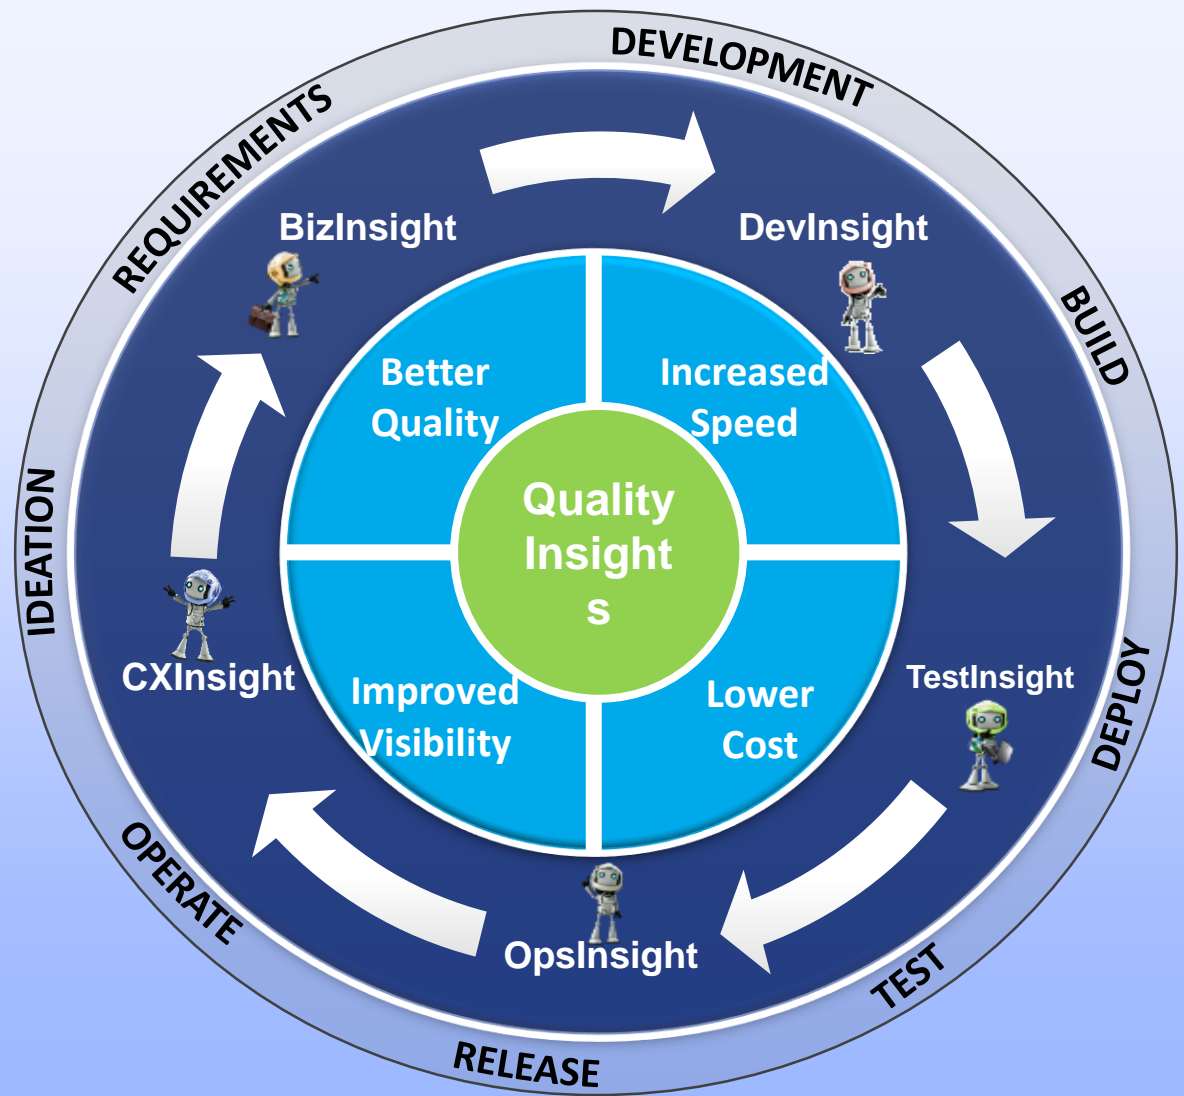 DEVELOPMENT
REQUIREMENTS
BUILD
IDEATION
DEPLOY
OPERATE
TEST
RELEASE
BizInsight
DevInsight
TestInsight
OpsInsight
CXInsight
Better
Quality
Increased
Speed
Improved
Visibility
Lower
Cost
Quality
Insight
s